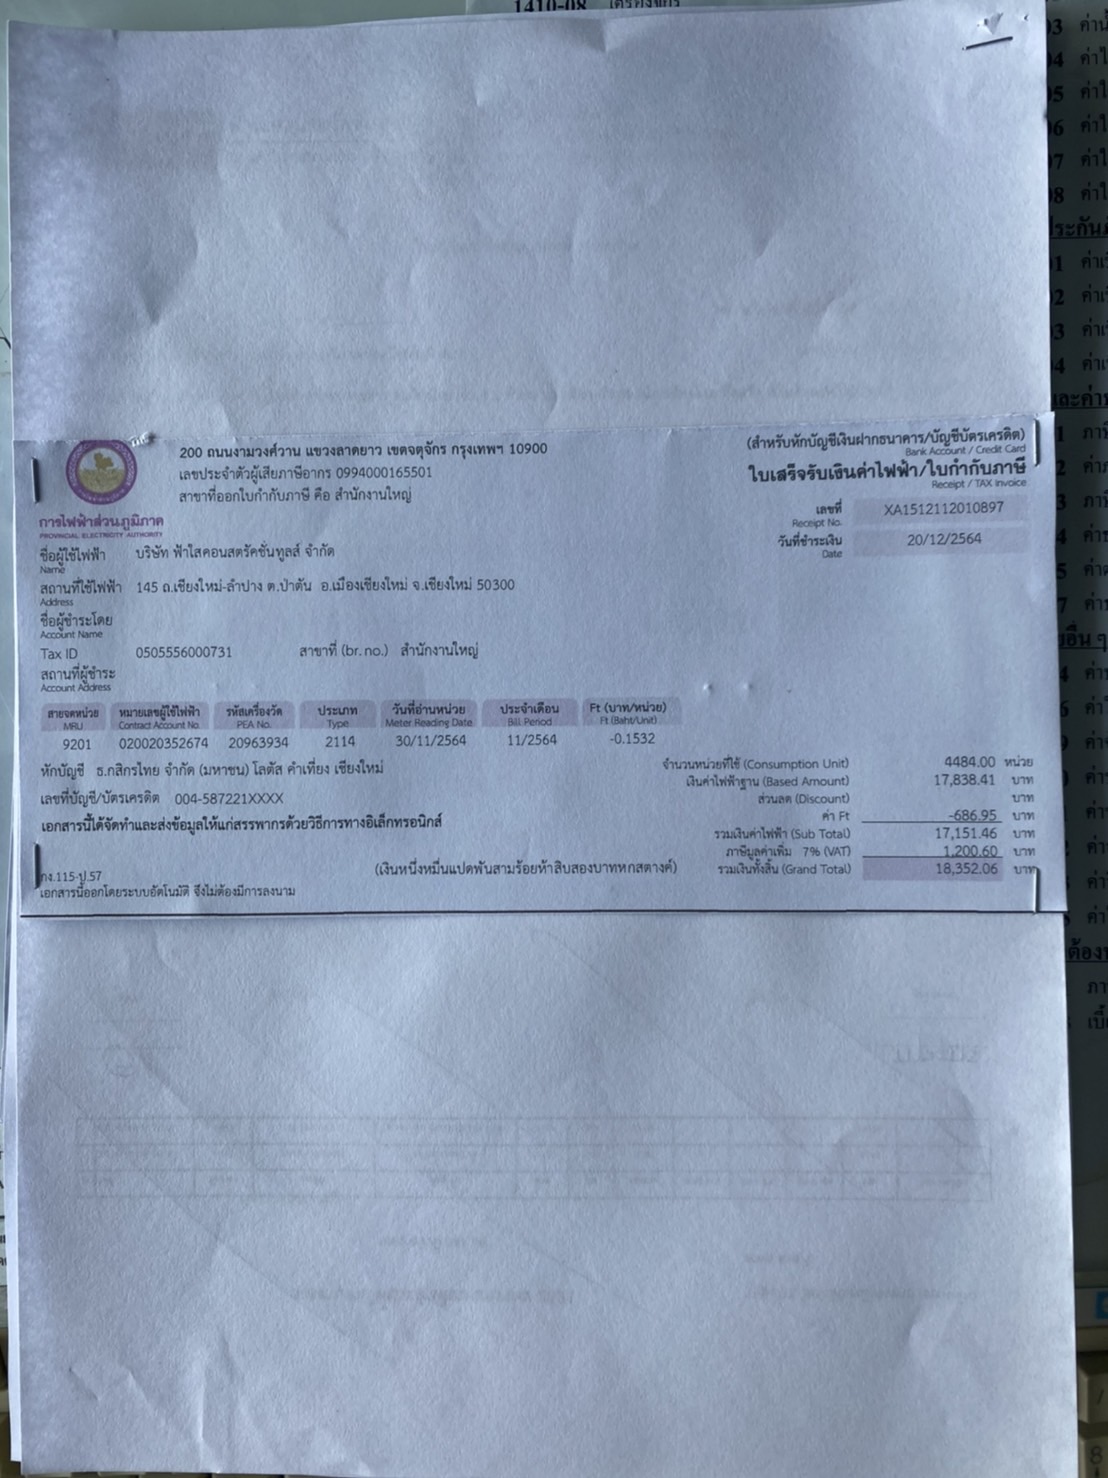 1410-08 เครื่องจักร
200 ถนนงามวงศ์วาน แขวงลาดยาว เขตจตุจักร กรุงเทพฯ 10900
เลขประจำตัวผู้เสียภาษีอากร 0994000165501
สาขาที่ออกใบกำกับภาษี คือ สำนักงานใหญ่
(สำหรับหักบัญชีเงินฝากธนาคาร/บัญชีบัตรเครดิต)
Bank Account / Credit Card
ใบเสร็จรับเงินค่าไฟฟ้า/ใบกำกับภาษี
Receipt / TAX Invoice
เลขที่ XA1512112010897
Receipt No.
วันที่ชำระเงิน 20/12/2564
Date
การไฟฟ้าส่วนภูมิภาค
PROVINCIAL ELECTRICITY AUTHORITY
ชื่อผู้ใช้ไฟฟ้า บริษัท ฟ้าใสคอนสตรัคชั่นทูลส์ จำกัด
Name
สถานที่ใช้ไฟฟ้า 145 ถ.เชียงใหม่-ลำปาง ต.ป่าตัน อ.เมืองเชียงใหม่ จ.เชียงใหม่ 50300
Address
ชื่อผู้ชำระโดย
Account Name
Tax ID 0505556000731 สาขาที่ (br. no.) สำนักงานใหญ่
สถานที่ผู้ชำระ
Account Address
สายจดหน่วย หมายเลขผู้ใช้ไฟฟ้า รหัสเครื่องวัด ประเภท วันที่อ่านหน่วย ประจำเดือน Ft (บาท/หน่วย)
MRU Contract Account No. PEA No. Type Meter Reading Date Bill Period Ft (Baht/Unit)
9201 020020352674 20963934 2114 30/11/2564 11/2564 -0.1532
หักบัญชี ธ.กสิกรไทย จำกัด (มหาชน) โลตัส คำเที่ยง เชียงใหม่
เลขที่บัญชี/บัตรเครดิต 004-587221XXXX
เอกสารนี้ได้จัดทำและส่งข้อมูลให้แก่สรรพากรด้วยวิธีการทางอิเล็กทรอนิกส์
จำนวนหน่วยที่ใช้ (Consumption Unit) 4484.00 หน่วย
เงินค่าไฟฟ้าฐาน (Based Amount) 17,838.41 บาท
ส่วนลด (Discount) บาท
ค่า Ft -686.95 บาท
รวมเงินค่าไฟฟ้า (Sub Total) 17,151.46 บาท
ภาษีมูลค่าเพิ่ม 7% (VAT) 1,200.60 บาท
รวมเงินทั้งสิ้น (Grand Total) 18,352.06 บาท
(เงินหนึ่งหมื่นแปดพันสามร้อยห้าสิบสองบาทหกสตางค์)
กง.115-ป.57
เอกสารนี้ออกโดยระบบอัตโนมัติ จึงไม่ต้องมีการลงนาม